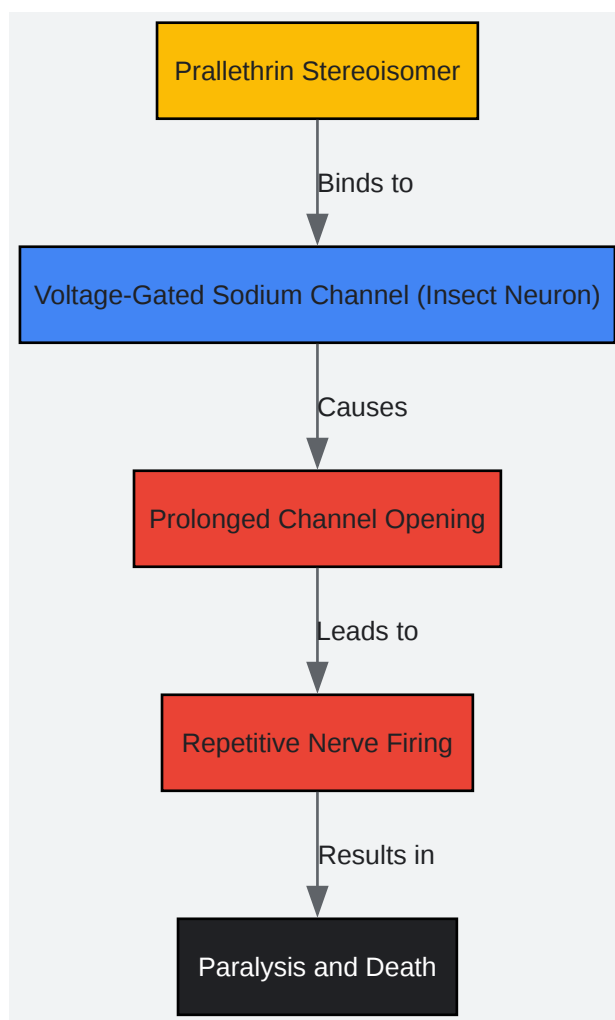 Prallethrin Stereoisomer
Binds to
Voltage-Gated Sodium Channel (Insect Neuron)
Causes
Prolonged Channel Opening
Leads to
Repetitive Nerve Firing
Results in
Paralysis and Death